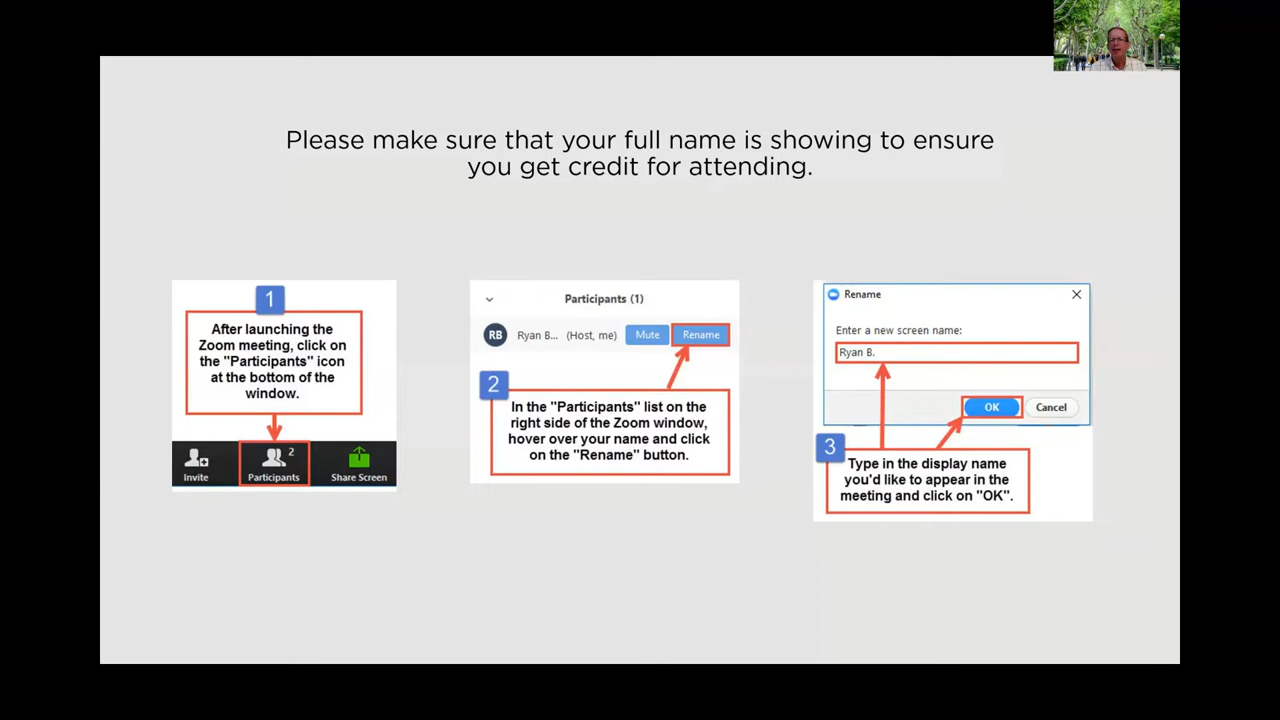 Please make sure that your full name is showing to ensure
you get credit for attending.
1
After launching the
Zoom meeting, click on
the "Participants" icon
at the bottom of the
window.
Invite
2
Participants
Share Screen
Participants (1)
RB Ryan B... (Host, me) Mute Rename
2
In the "Participants" list on the
right side of the Zoom window,
hover over your name and click
on the "Rename" button.
Rename
Enter a new screen name:
Ryan B.
OK Cancel
3
Type in the display name
you'd like to appear in the
meeting and click on "OK".